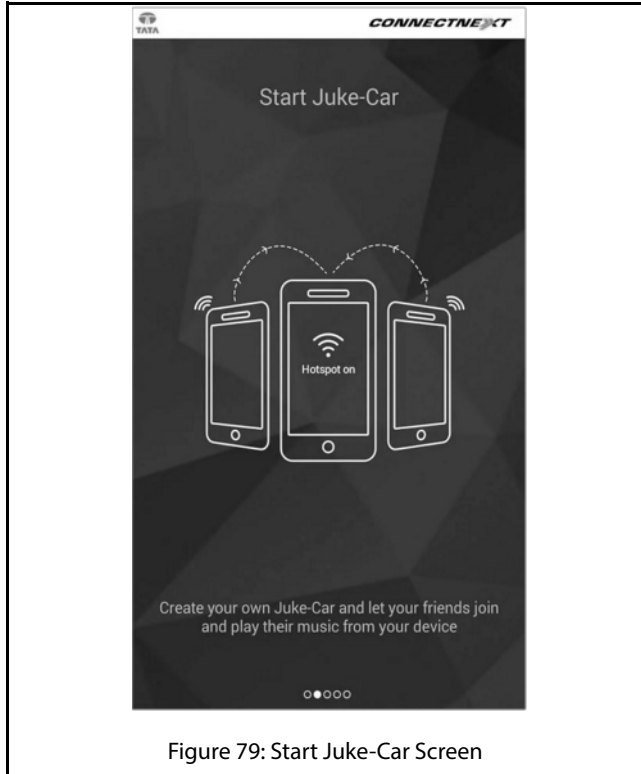 TATA
CONNECTNEXT
Start Juke-Car
Hotspot on
Create your own Juke-Car and let your friends join
and play their music from your device
Figure 79: Start Juke-Car Screen